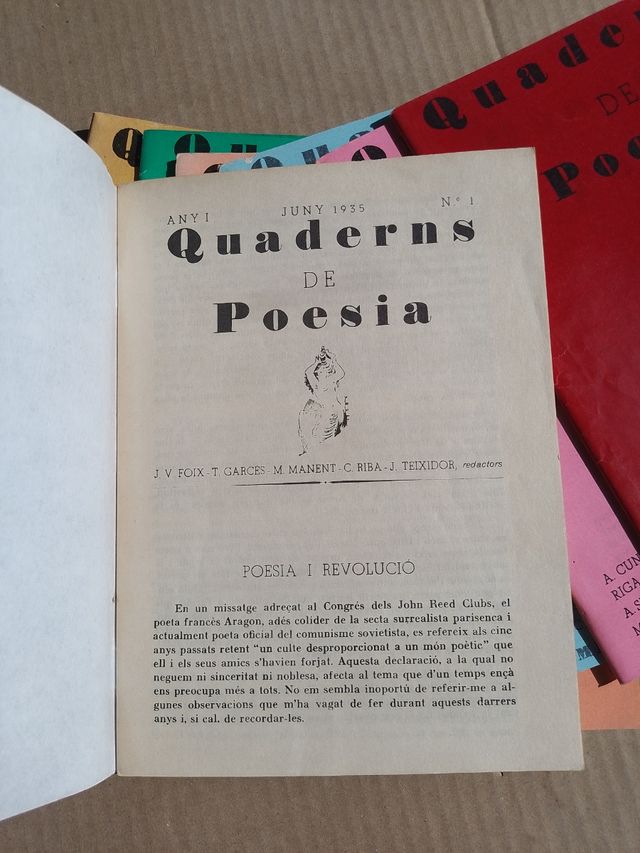 Quaderns
DE
Poesia
ANY I JUNY 1935 Nº 1
Quaderns
DE
Poesia
J. V. FOIX - T. GARCES - M. MANENT - C. RIBA - J. TEIXIDOR, redactors
POESIA I REVOLUCIÓ
En un missatge adreçat al Congrés dels John Reed Clubs, el
poeta francès Aragon, adés colíder de la secta surrealista parisenca i
actualment poeta oficial del comunisme sovietista, es refereix als cinc
anys passats retent "un culte desproporcionat a un món poètic" que
ell i els seus amics s'havien forjat. Aquesta declaració, a la qual no
neguem ni sinceritat ni noblesa, afecta al tema que d'un temps ençà
ens preocupa més a tots. No em sembla inoportú de referir-me a al-
gunes observacions que m'ha vagat de fer durant aquests darrers
anys i, si cal, de recordar-les.
A. CUN
RIGA